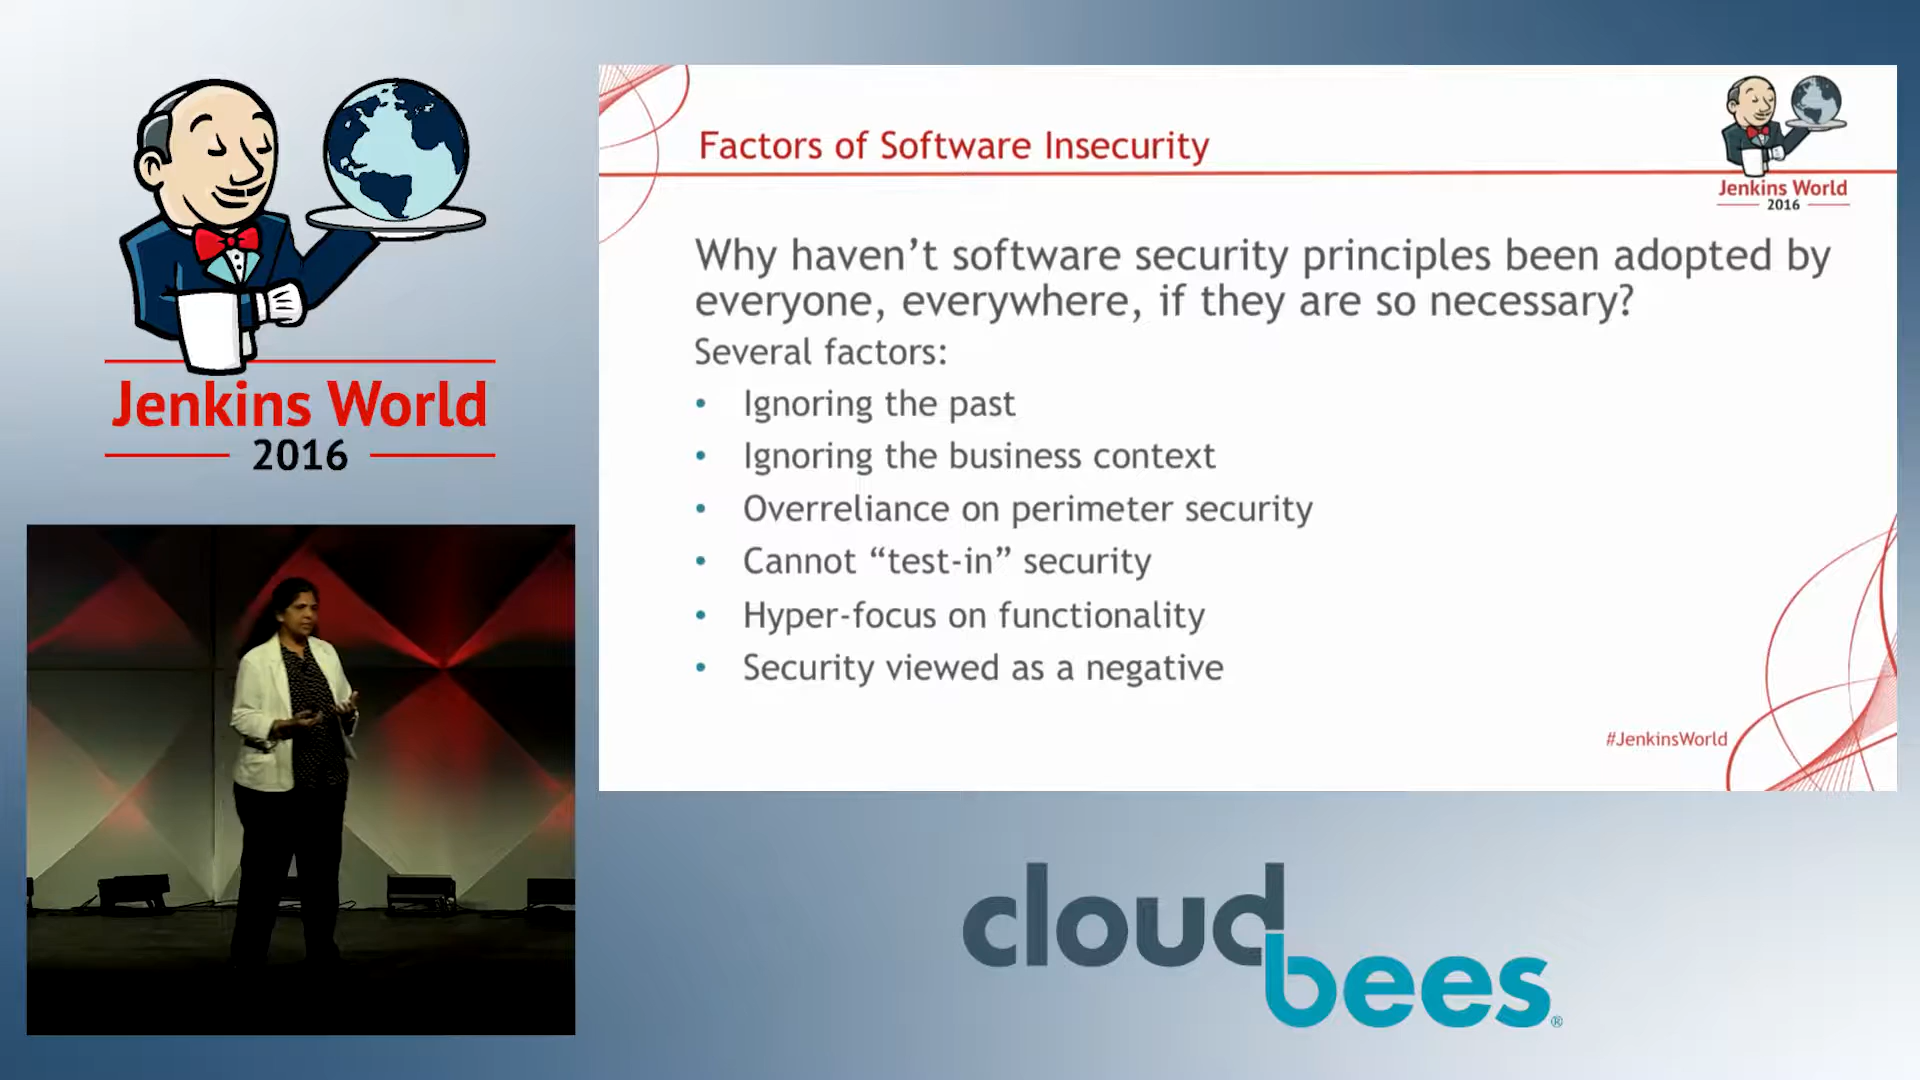 Jenkins World
2016
Factors of Software Insecurity
Jenkins World
2016
Why haven’t software security principles been adopted by
everyone, everywhere, if they are so necessary?
Several factors:
• Ignoring the past
• Ignoring the business context
• Overreliance on perimeter security
• Cannot “test-in” security
• Hyper-focus on functionality
• Security viewed as a negative
#JenkinsWorld
cloud
bees®